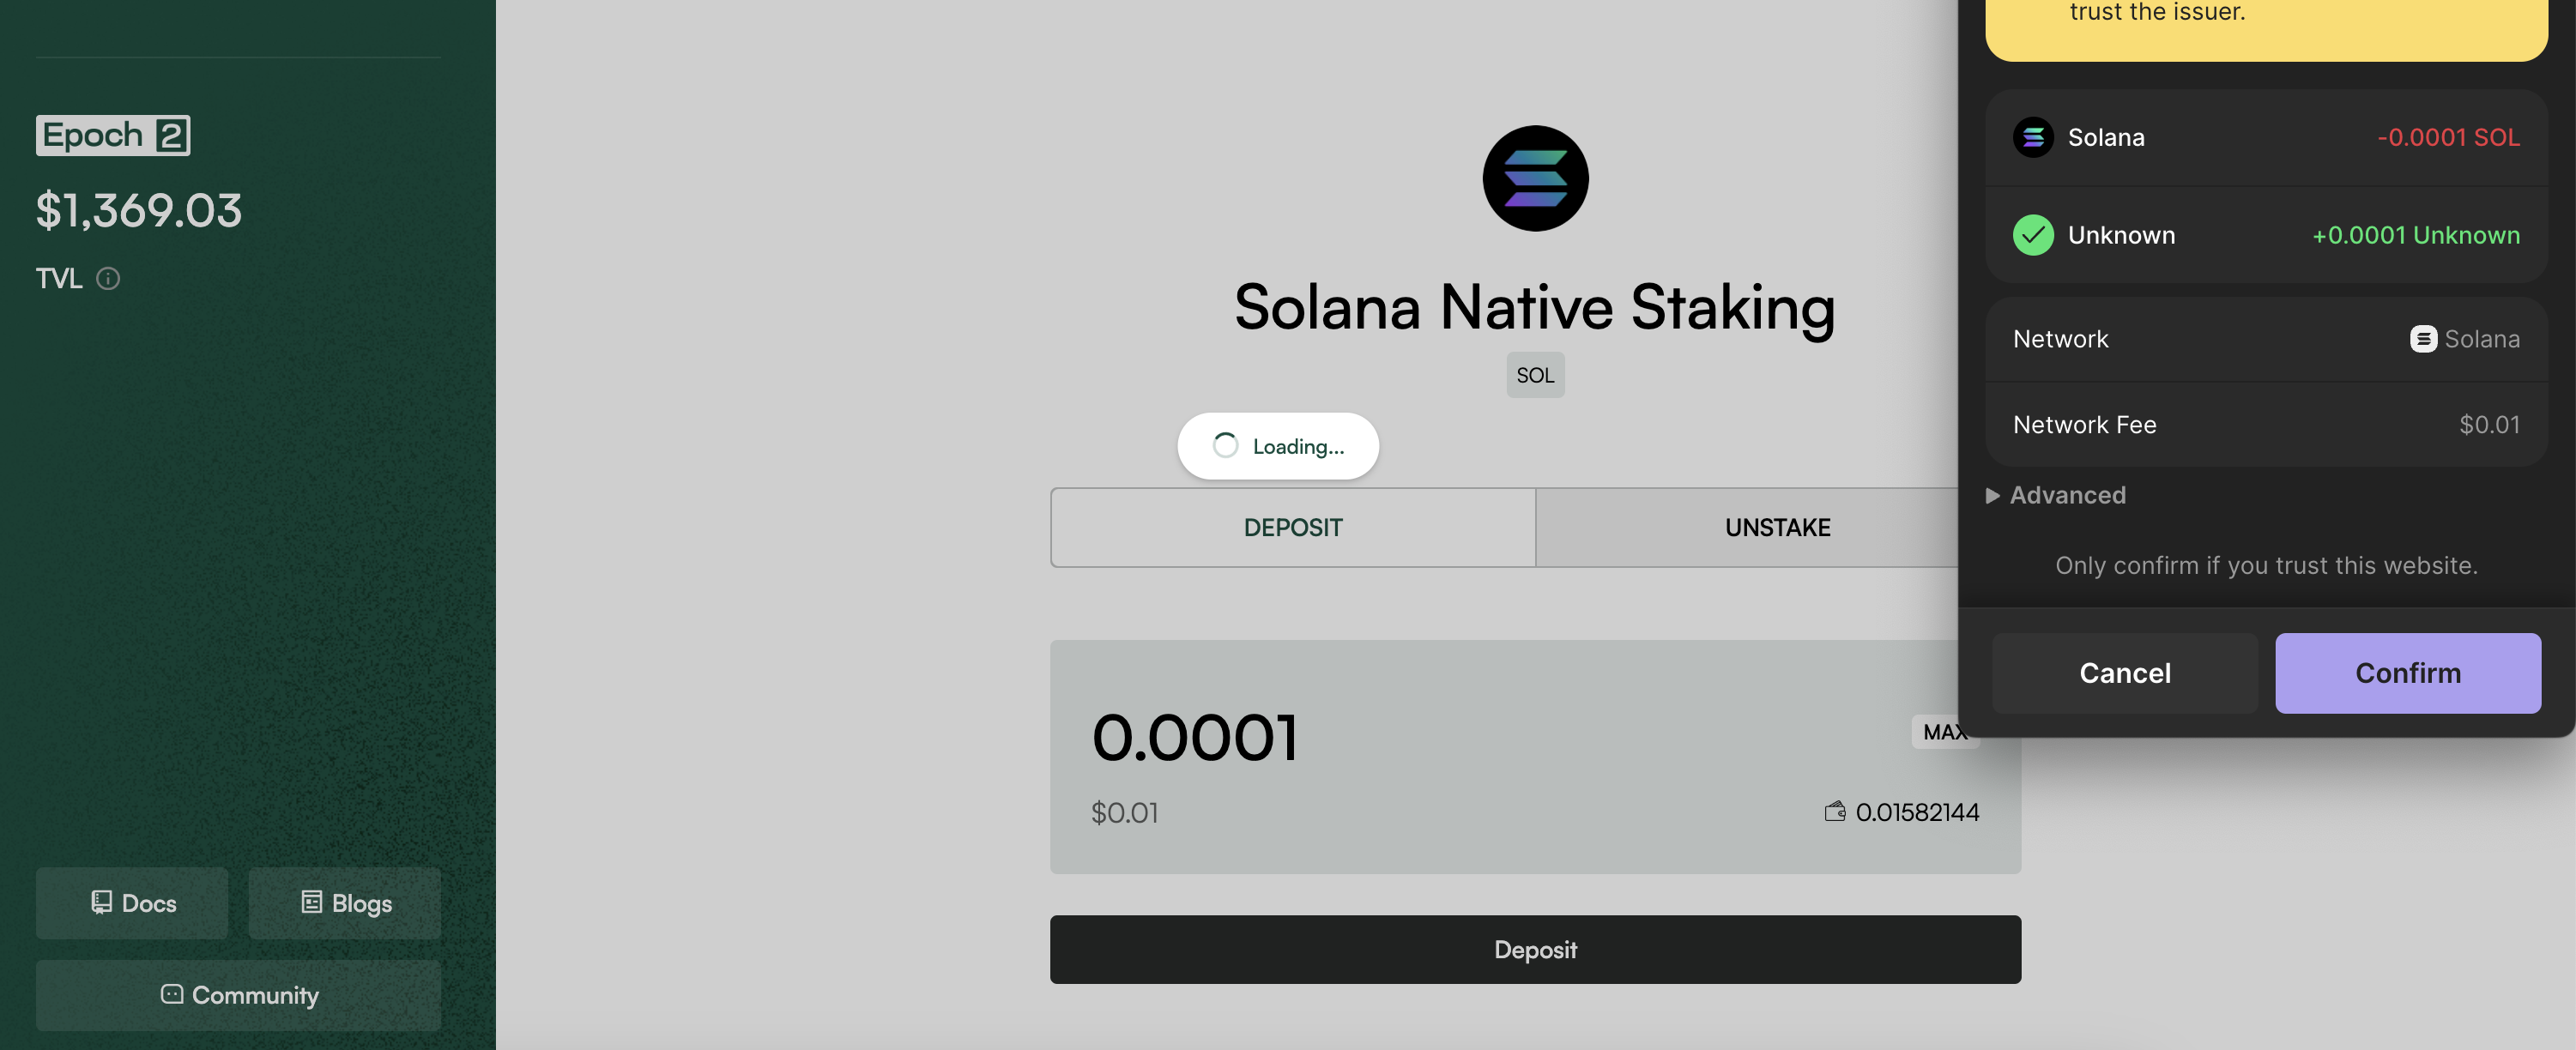 Epoch 2
$1,369.03
TVL
Docs
Blogs
Community
Solana Native Staking
SOL
Loading...
DEPOSIT
UNSTAKE
0.0001
MAX
$0.01
0.01582144
Deposit
trust the issuer.
Solana
-0.0001 SOL
Unknown
+0.0001 Unknown
Network
Solana
Network Fee
$0.01
Advanced
Only confirm if you trust this website.
Cancel
Confirm